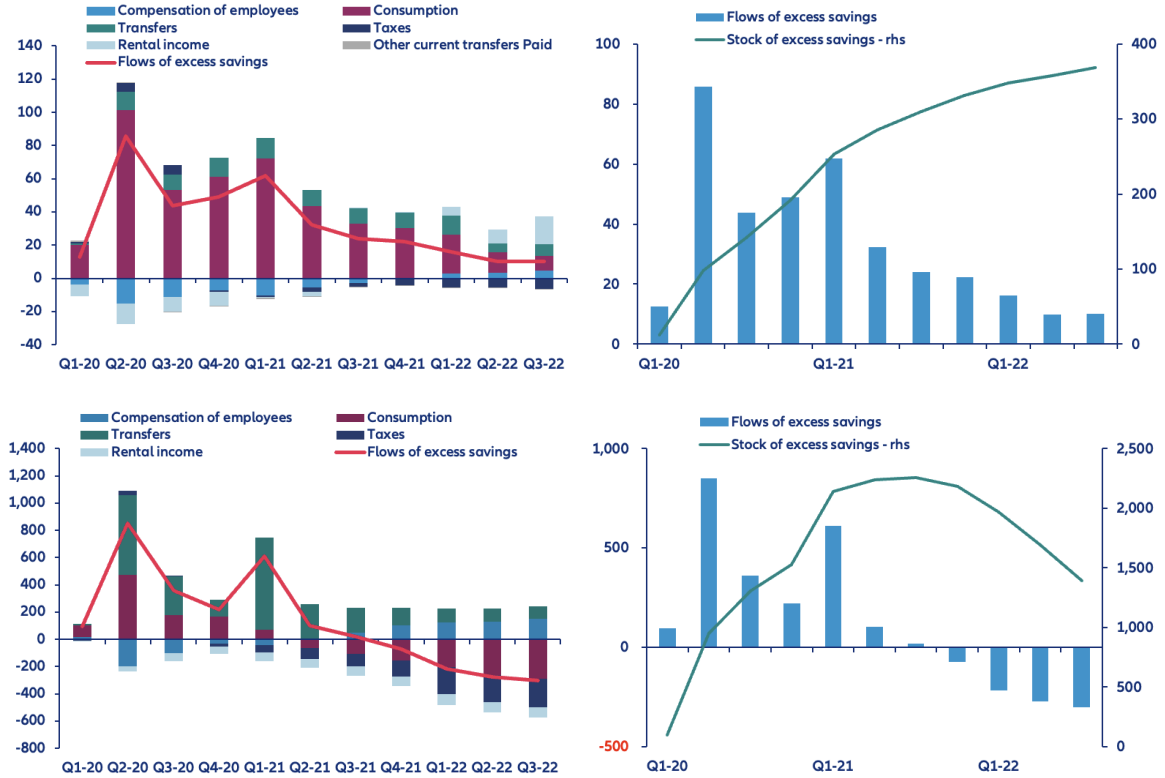 Compensation of employees Consumption
Transfers Taxes
Rental income Other current transfers Paid
Flows of excess savings
140
120
100
80
60
40
20
0
-20
-40
Q1-20 Q2-20 Q3-20 Q4-20 Q1-21 Q2-21 Q3-21 Q4-21 Q1-22 Q2-22 Q3-22
Flows of excess savings
Stock of excess savings - rhs
100
80
60
40
20
0
400
300
200
100
0
Q1-20 Q1-21 Q1-22
Compensation of employees Consumption
Transfers Taxes
Rental income Flows of excess savings
1,400
1,200
1,000
800
600
400
200
0
-200
-400
-600
-800
Q1-20 Q2-20 Q3-20 Q4-20 Q1-21 Q2-21 Q3-21 Q4-21 Q1-22 Q2-22 Q3-22
Flows of excess savings
Stock of excess savings - rhs
1,000
500
0
-500
2,500
2,000
1,500
1,000
500
0
Q1-20 Q1-21 Q1-22